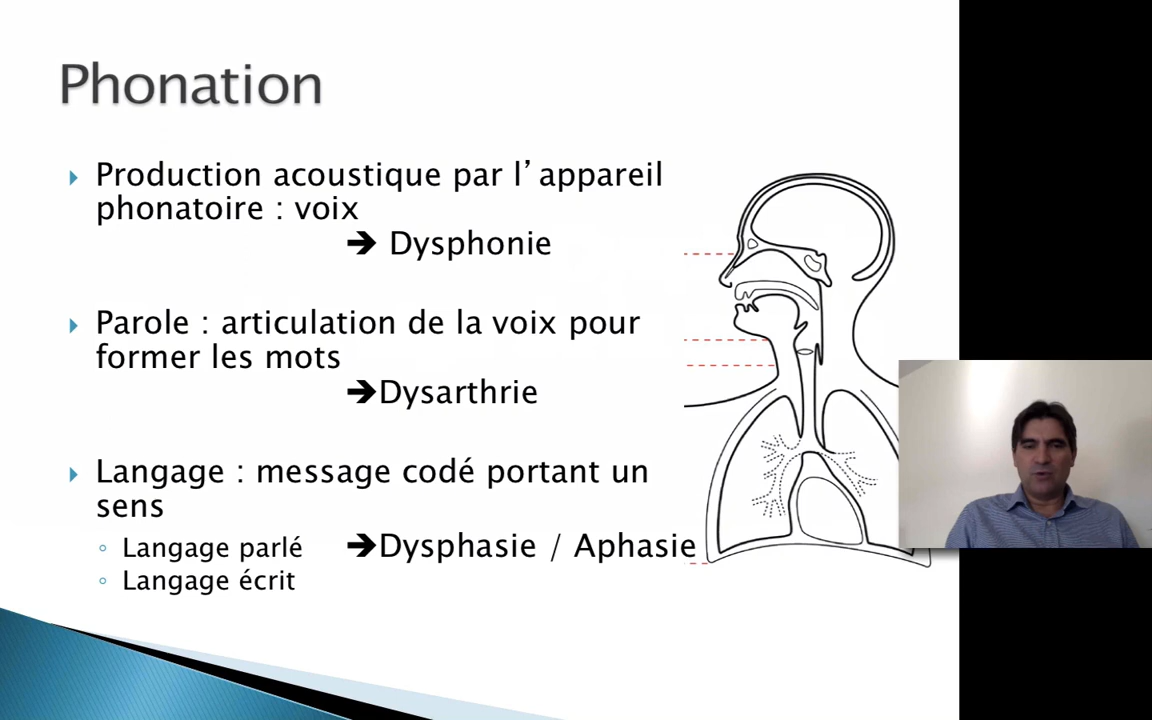 Phonation
Production acoustique par l’appareil
phonatoire : voix
➔ Dysphonie
Parole : articulation de la voix pour
former les mots
➔Dysarthrie
Langage : message codé portant un
sens
Langage parlé ➔Dysphasie / Aphasie
Langage écrit